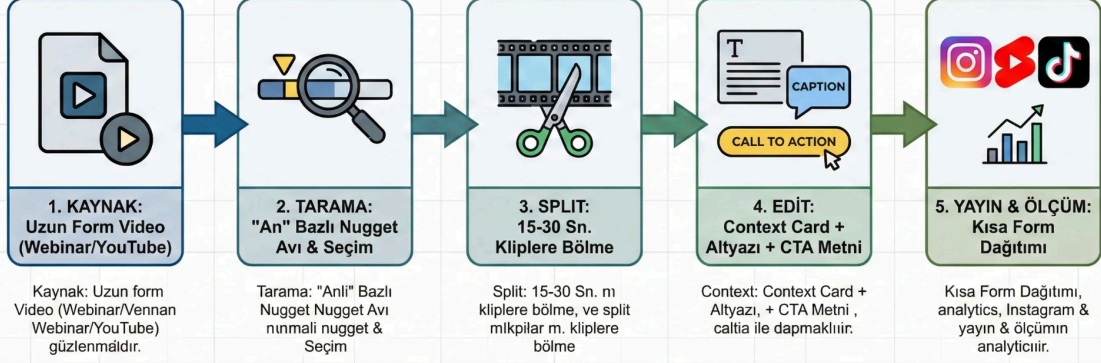 T
CAPTION
CALL TO ACTION
1. KAYNAK:
Uzun Form Video
(Webinar/YouTube)
2. TARAMA:
"An" Bazlı Nugget
Avı & Seçim
3. SPLIT:
15-30 Sn.
Kliplere Bölme
4. EDİT:
Context Card +
Altyazı + CTA Metni
5. YAYIN & ÖLÇÜM:
Kısa Form
Dağıtımı
Kaynak: Uzun form
Video (Webinar/Vennan
Webinar/YouTube)
güzlenmaldır.
Tarama: "Anli" Bazlı
Nugget Nugget Avı
nınmali nugget &
Seçim
Split: 15-30 Sn. m
kliplere bölme, ve split
mlkpilar m. kliplere
bölme
Context: Context Card +
Altyazı, + CTA Metni ,
caltia ile dapmaklıır.
Kısa Form Dağıtımı,
analytics, Instagram &
yayın & ölçümın
analyticıır.